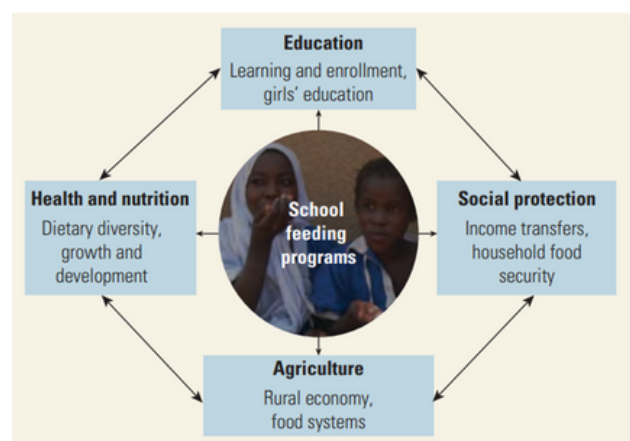 Education
Learning and enrollment,
girls' education
Health and nutrition
Dietary diversity,
growth and
development
School
feeding
programs
Social protection
Income transfers,
household food
security
Agriculture
Rural economy,
food systems